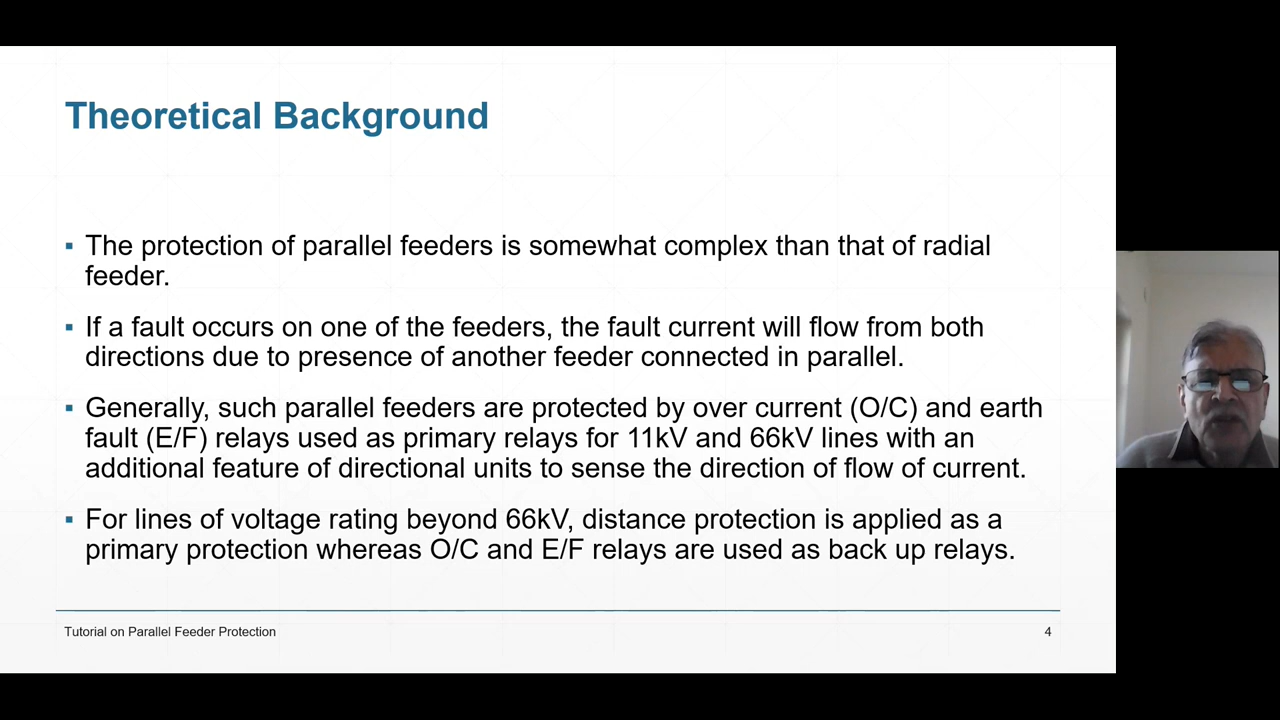 Theoretical Background
▪ The protection of parallel feeders is somewhat complex than that of radial
feeder.
▪ If a fault occurs on one of the feeders, the fault current will flow from both
directions due to presence of another feeder connected in parallel.
▪ Generally, such parallel feeders are protected by over current (O/C) and earth
fault (E/F) relays used as primary relays for 11kV and 66kV lines with an
additional feature of directional units to sense the direction of flow of current.
▪ For lines of voltage rating beyond 66kV, distance protection is applied as a
primary protection whereas O/C and E/F relays are used as back up relays.
Tutorial on Parallel Feeder Protection
4